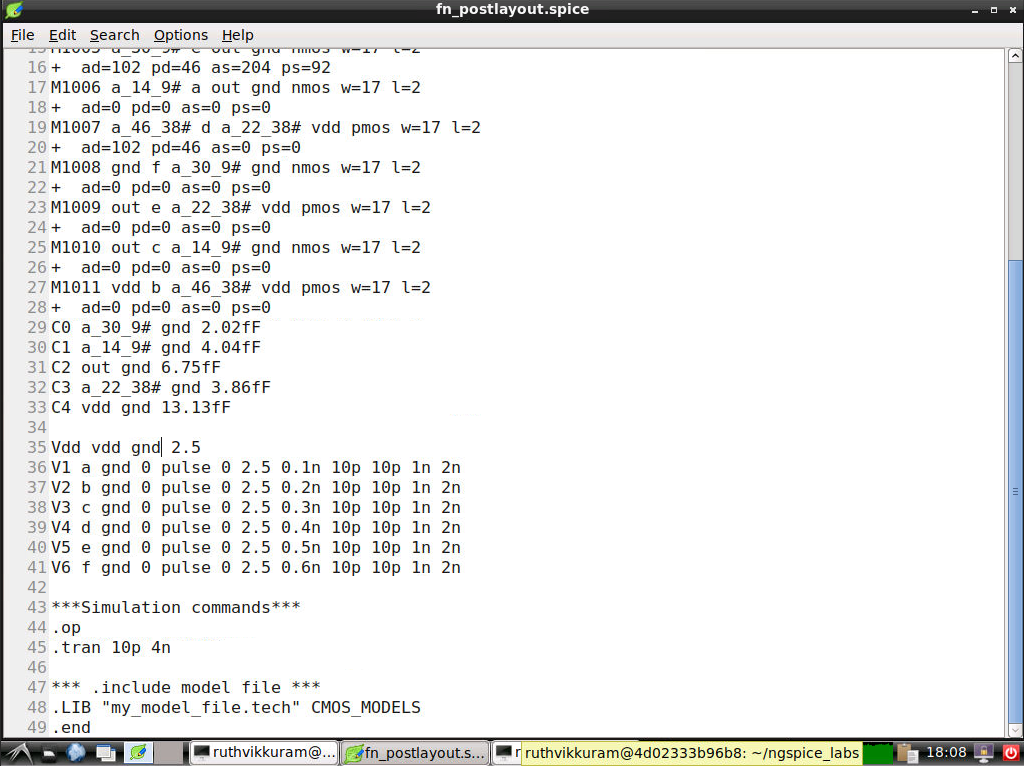 fn_postlayout.spice
File Edit Search Options Help
16 + ad=102 pd=46 as=204 ps=92
17 M1006 a_14_9# a out gnd nmos w=17 l=2
18 + ad=0 pd=0 as=0 ps=0
19 M1007 a_46_38# d a_22_38# vdd pmos w=17 l=2
20 + ad=102 pd=46 as=0 ps=0
21 M1008 gnd f a_30_9# gnd nmos w=17 l=2
22 + ad=0 pd=0 as=0 ps=0
23 M1009 out e a_22_38# vdd pmos w=17 l=2
24 + ad=0 pd=0 as=0 ps=0
25 M1010 out c a_14_9# gnd nmos w=17 l=2
26 + ad=0 pd=0 as=0 ps=0
27 M1011 vdd b a_46_38# vdd pmos w=17 l=2
28 + ad=0 pd=0 as=0 ps=0
29 C0 a_30_9# gnd 2.02fF
30 C1 a_14_9# gnd 4.04fF
31 C2 out gnd 6.75fF
32 C3 a_22_38# gnd 3.86fF
33 C4 vdd gnd 13.13fF
34
35 Vdd vdd gnd 2.5
36 V1 a gnd 0 pulse 0 2.5 0.1n 10p 10p 1n 2n
37 V2 b gnd 0 pulse 0 2.5 0.2n 10p 10p 1n 2n
38 V3 c gnd 0 pulse 0 2.5 0.3n 10p 10p 1n 2n
39 V4 d gnd 0 pulse 0 2.5 0.4n 10p 10p 1n 2n
40 V5 e gnd 0 pulse 0 2.5 0.5n 10p 10p 1n 2n
41 V6 f gnd 0 pulse 0 2.5 0.6n 10p 10p 1n 2n
42
43 ***Simulation commands***
44 .op
45 .tran 10p 4n
46
47 *** .include model file ***
48 .LIB "my_model_file.tech" CMOS_MODELS
49 .end
ruthvikkuram@... fn_postlayout.s... r ruthvikkuram@4d02333b96b8: ~/ngspice_labs 18:08